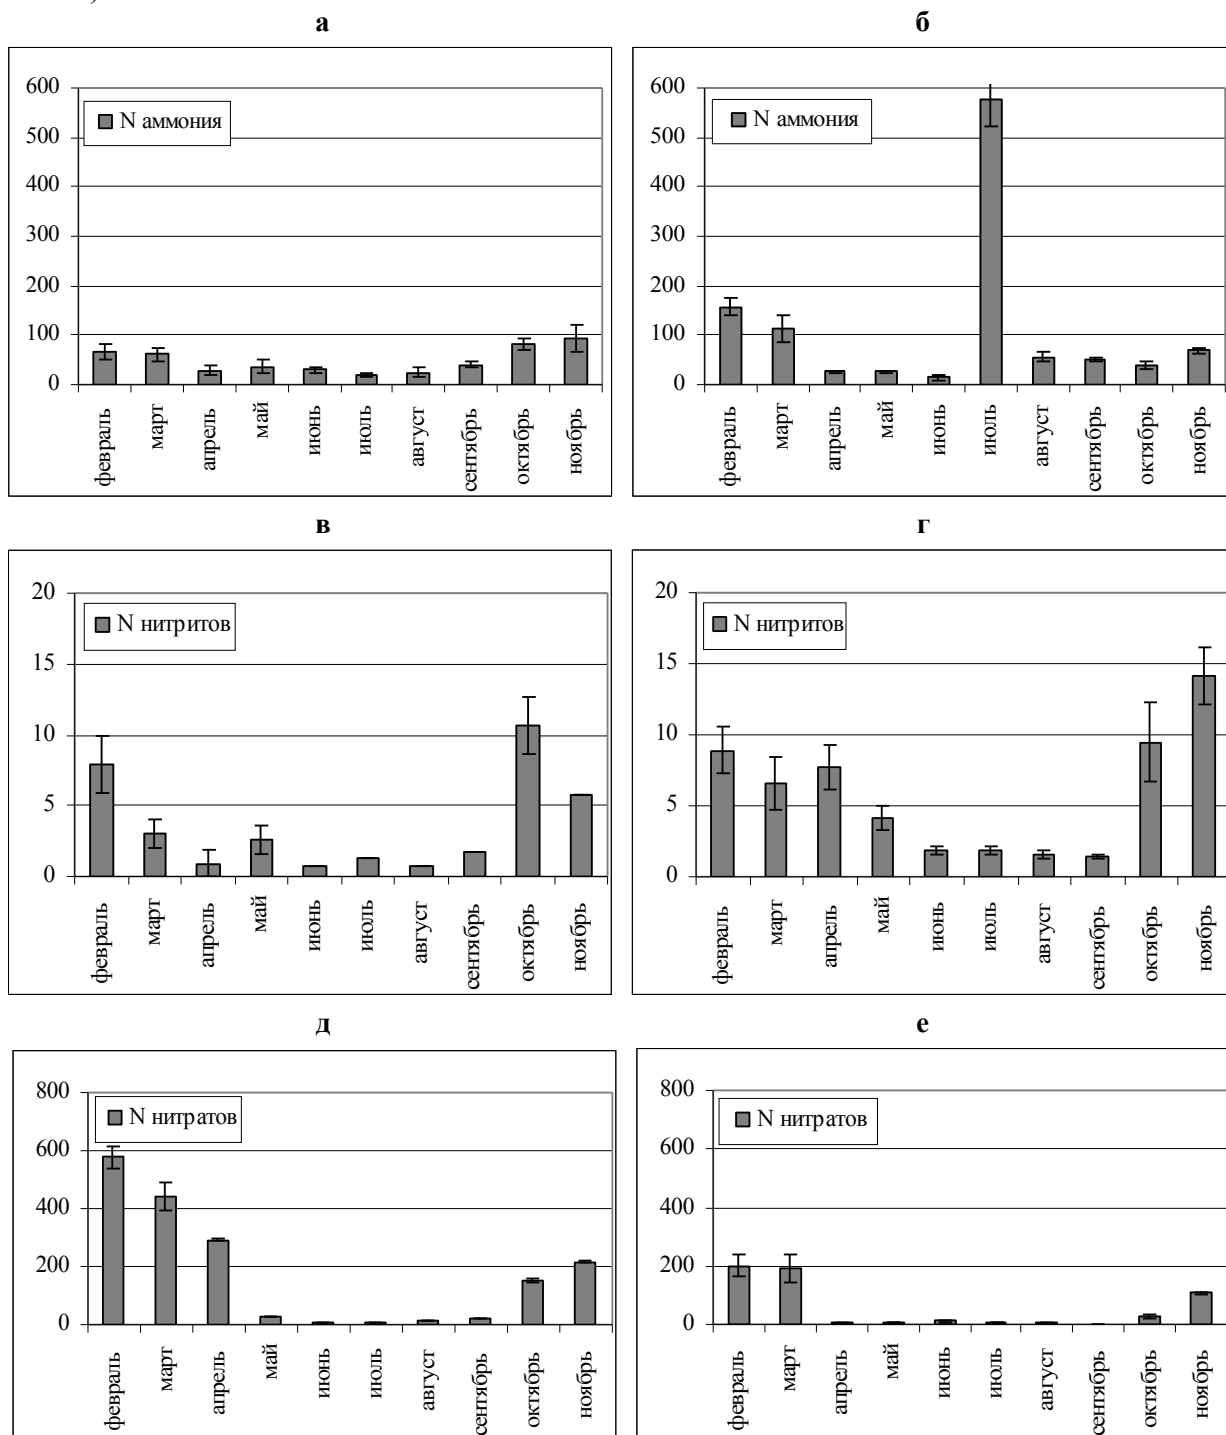 )
а
б
600
500
400
300
200
100
0
N аммония
февраль
март
апрель
май
июнь
июль
август
сентябрь
октябрь
ноябрь
600
500
400
300
200
100
0
N аммония
февраль
март
апрель
май
июнь
июль
август
сентябрь
октябрь
ноябрь
в
г
20
15
10
5
0
N нитритов
февраль
март
апрель
май
июнь
июль
август
сентябрь
октябрь
ноябрь
20
15
10
5
0
N нитритов
февраль
март
апрель
май
июнь
июль
август
сентябрь
октябрь
ноябрь
д
е
800
600
400
200
0
N нитратов
февраль
март
апрель
май
июнь
июль
август
сентябрь
октябрь
ноябрь
800
600
400
200
0
N нитратов
февраль
март
апрель
май
июнь
июль
август
сентябрь
октябрь
ноябрь